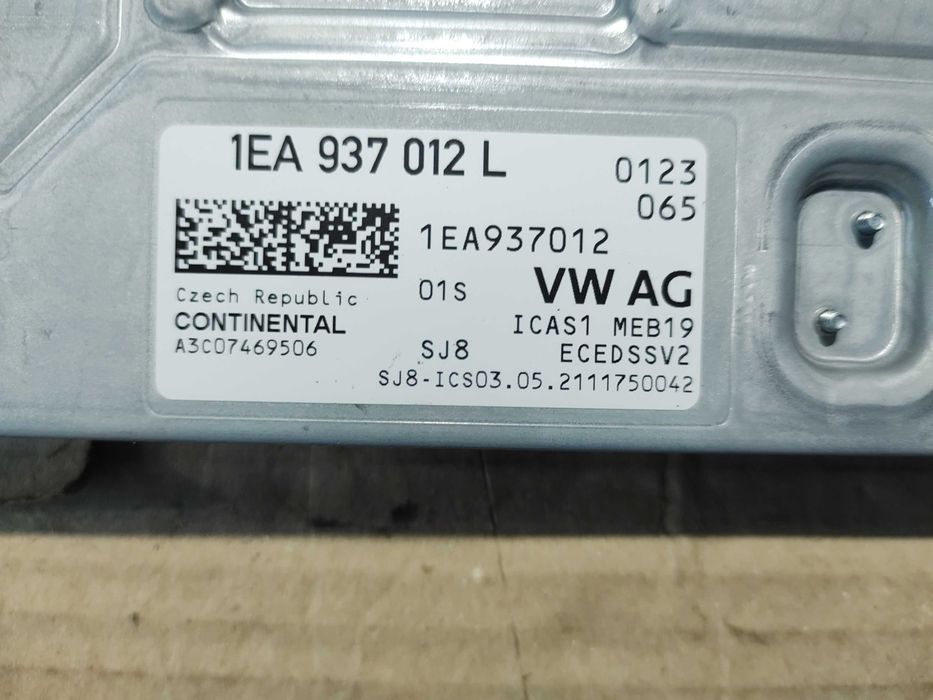 1EA 937 012 L
0123
065
1EA937012
01S
VW AG
Czech Republic
CONTINENTAL
ICAS1 MEB19
A3C07469506
SJ8
ECEDSSV2
SJ8-ICS03.05.2111750042